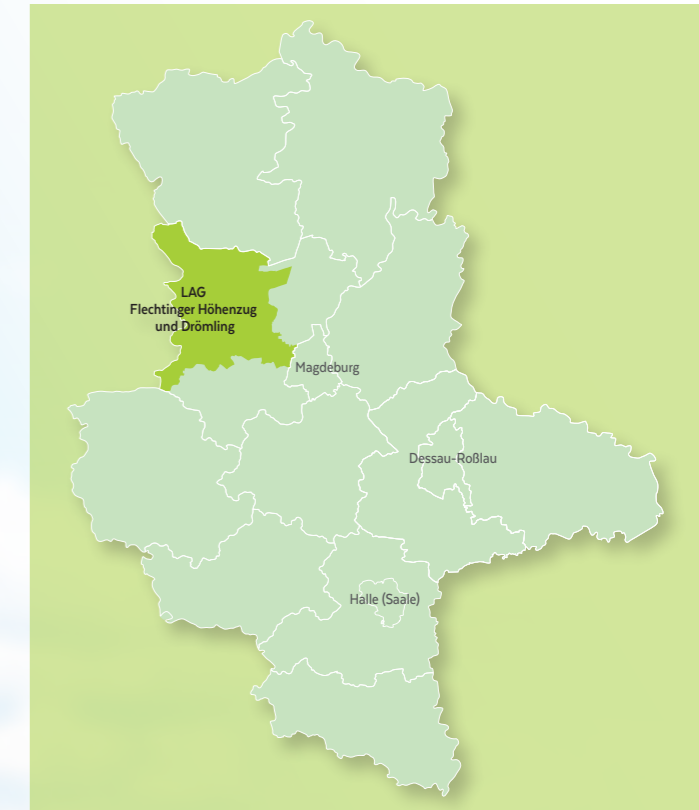 LAG
Flechtinger Höhenzug
und Drömling
Magdeburg
Dessau-Roßlau
Halle (Saale)